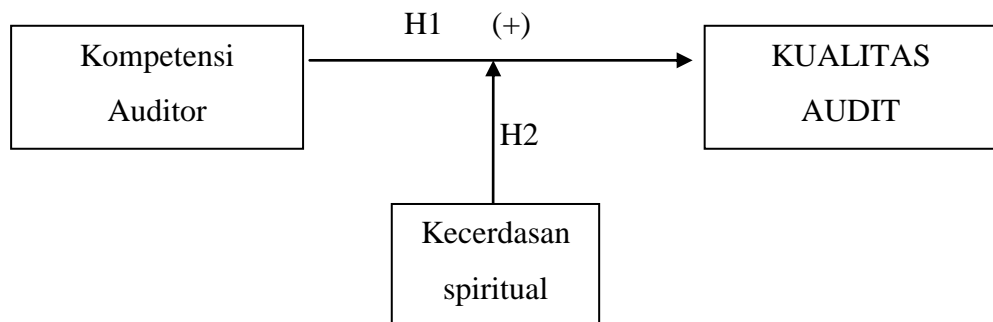 H1 (+)
Kompetensi
Auditor
KUALITAS
AUDIT
H2
Kecerdasan
spiritual